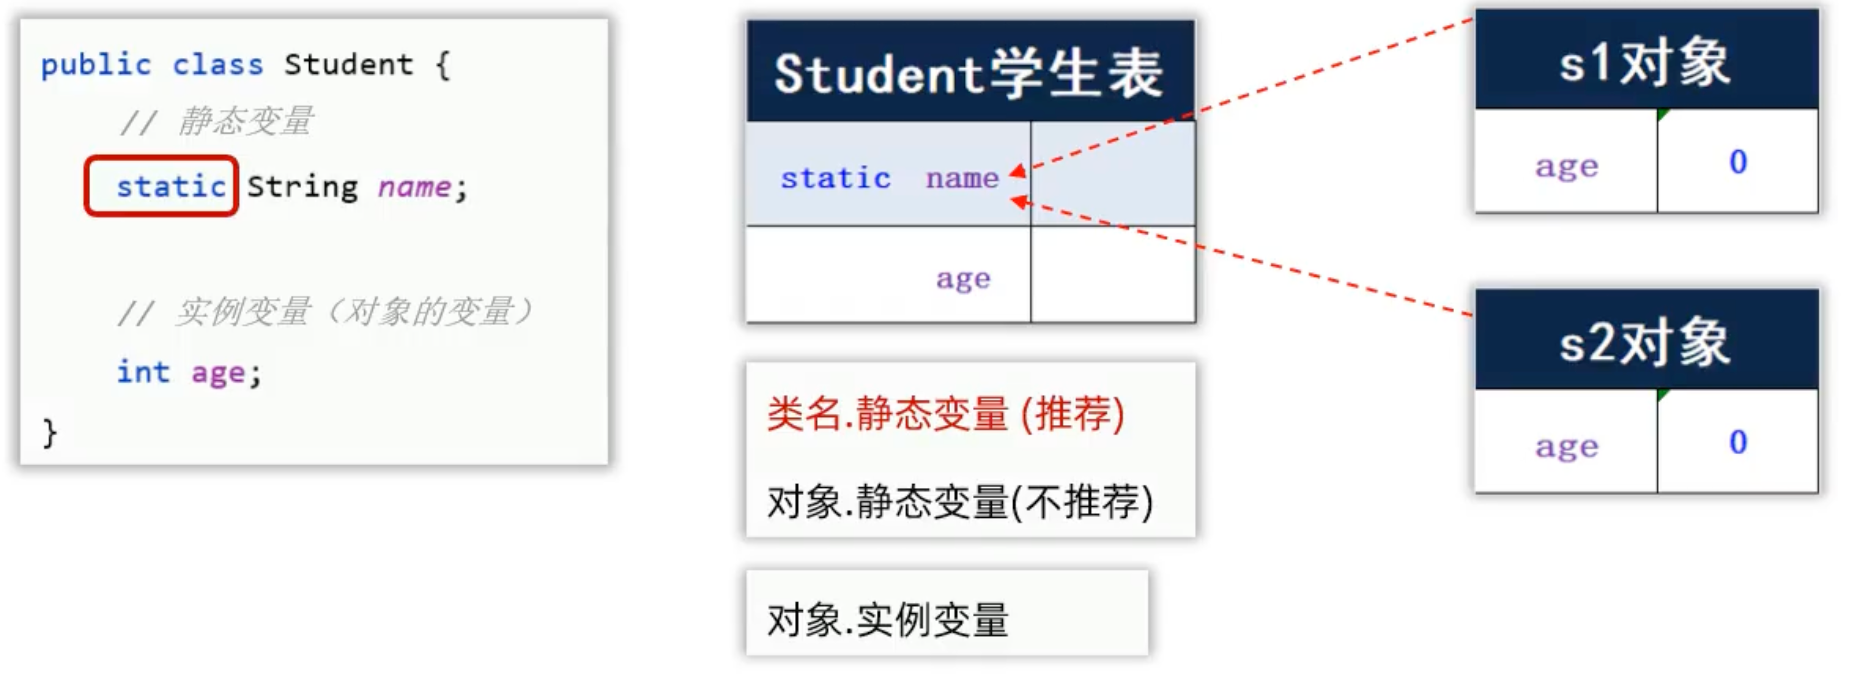 public class Student {
// 静态变量
static String name;
// 实例变量（对象的变量）
int age;
}
Student学生表
static name
age
类名.静态变量 (推荐)
对象.静态变量(不推荐)
对象.实例变量
s1对象
age 0
s2对象
age 0